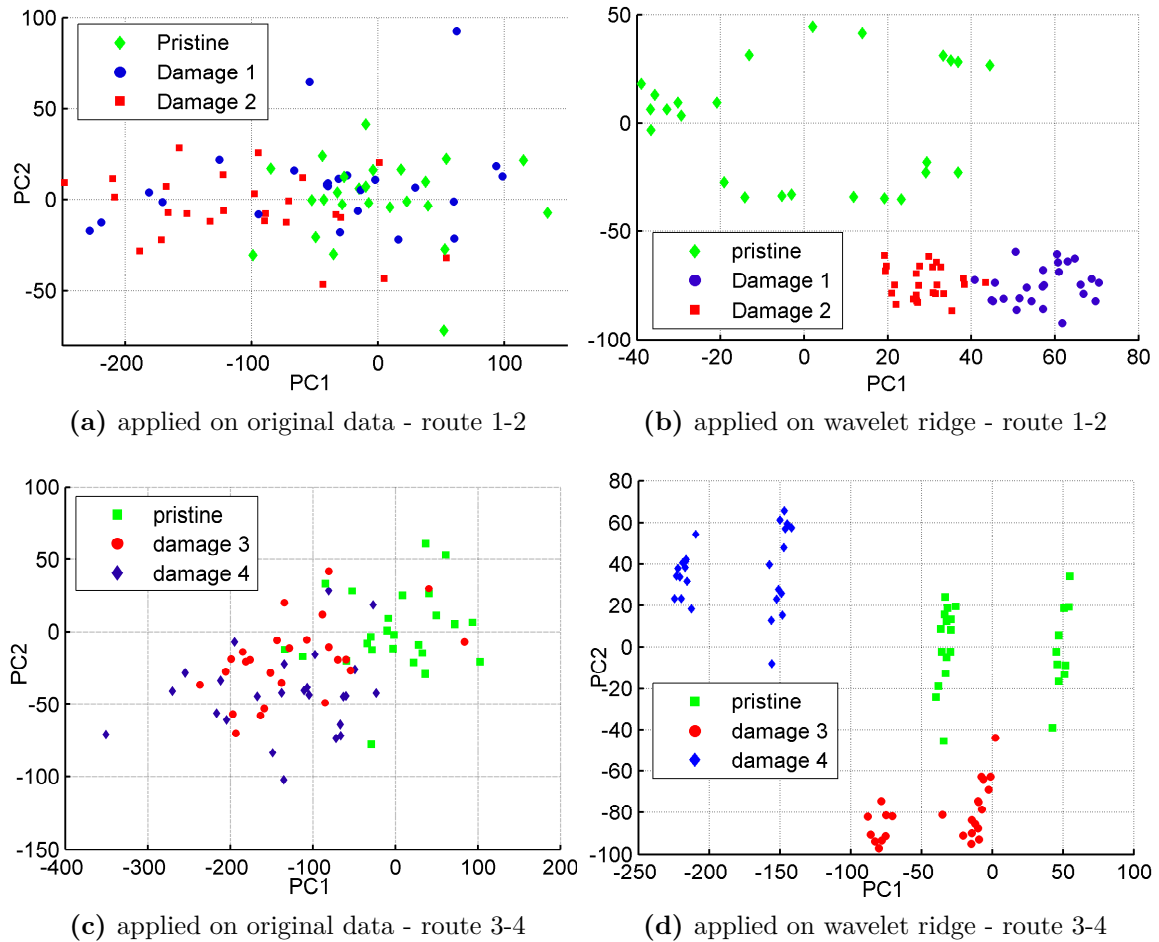 100
50
0
-50
PC2
Pristine
Damage 1
Damage 2
-200
-100
0
100
PC1
(a) applied on original data - route 1-2
50
0
-50
-100
pristine
Damage 1
Damage 2
-40
-20
0
20
40
60
80
PC1
(b) applied on wavelet ridge - route 1-2
100
50
0
-50
-100
-150
PC2
pristine
damage 3
damage 4
-400
-300
-200
-100
0
100
200
PC1
(c) applied on original data - route 3-4
80
60
40
20
0
-20
-40
-60
-80
-100
PC2
pristine
damage 3
damage 4
-250
-200
-150
-100
-50
0
50
100
PC1
(d) applied on wavelet ridge - route 3-4